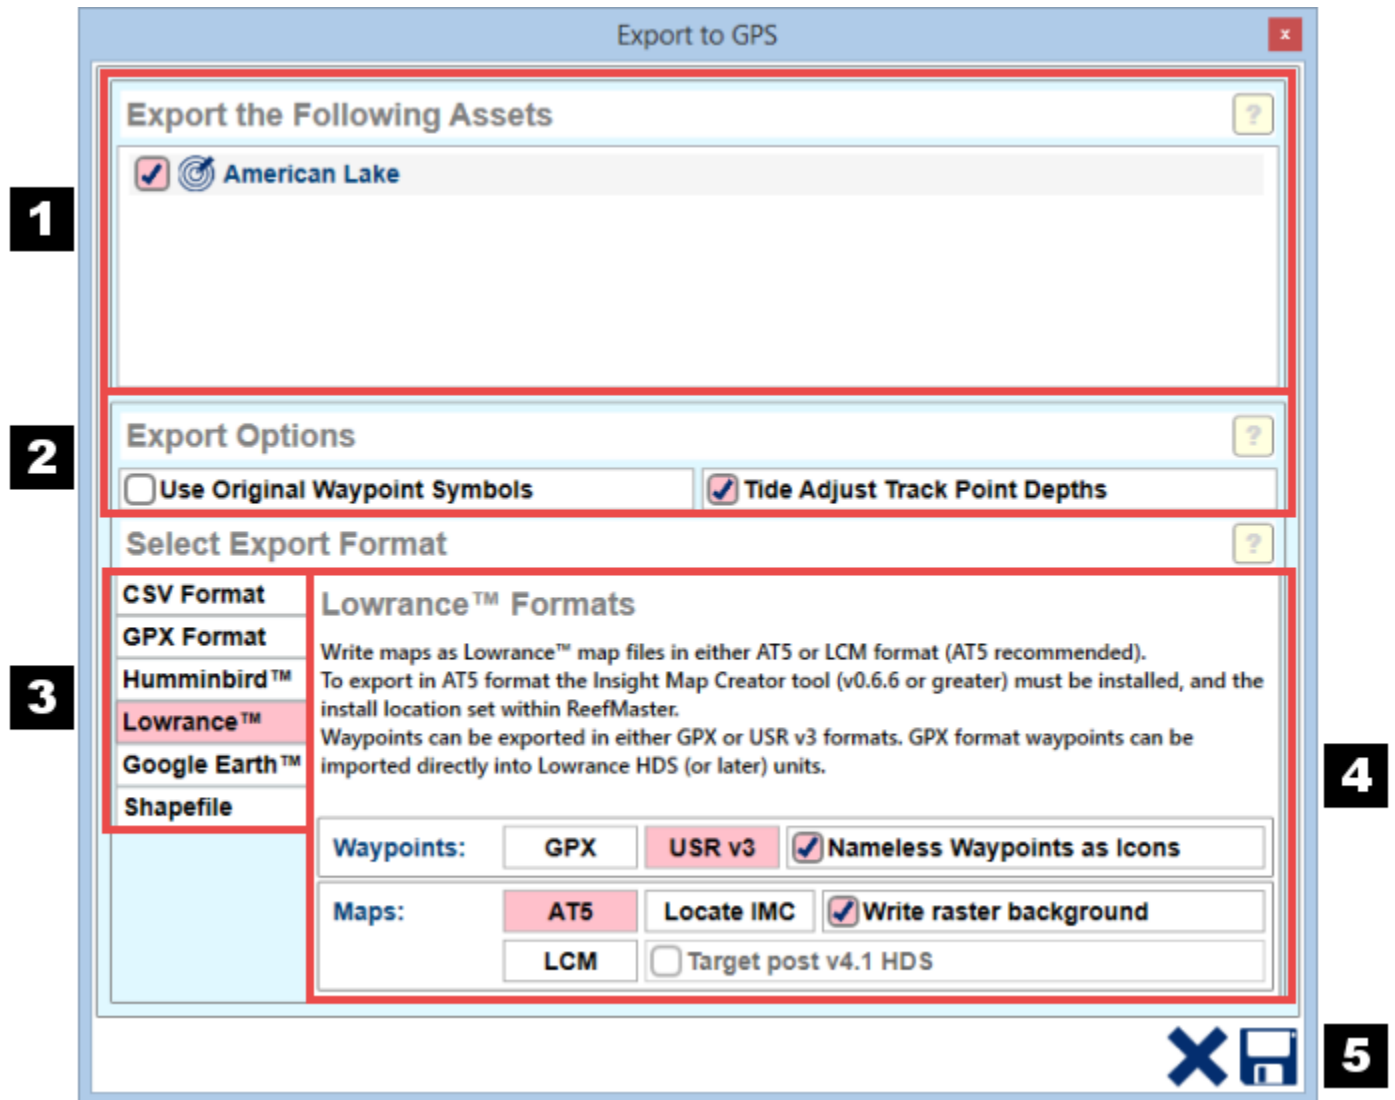 Export to GPS
x
Export the Following Assets
?
American Lake
1
Export Options
?
2
Use Original Waypoint Symbols
Tide Adjust Track Point Depths
Select Export Format
?
CSV Format
GPX Format
Humminbird™
Lowrance™
Google Earth™
Shapefile
3
Lowrance™ Formats
Write maps as Lowrance™ map files in either AT5 or LCM format (AT5 recommended).
To export in AT5 format the Insight Map Creator tool (v0.6.6 or greater) must be installed, and the
install location set within ReefMaster.
Waypoints can be exported in either GPX or USR v3 formats. GPX format waypoints can be
imported directly into Lowrance HDS (or later) units.
4
Waypoints: GPX USR v3 Nameless Waypoints as Icons
Maps: AT5 Locate IMC Write raster background
LCM Target post v4.1 HDS
5